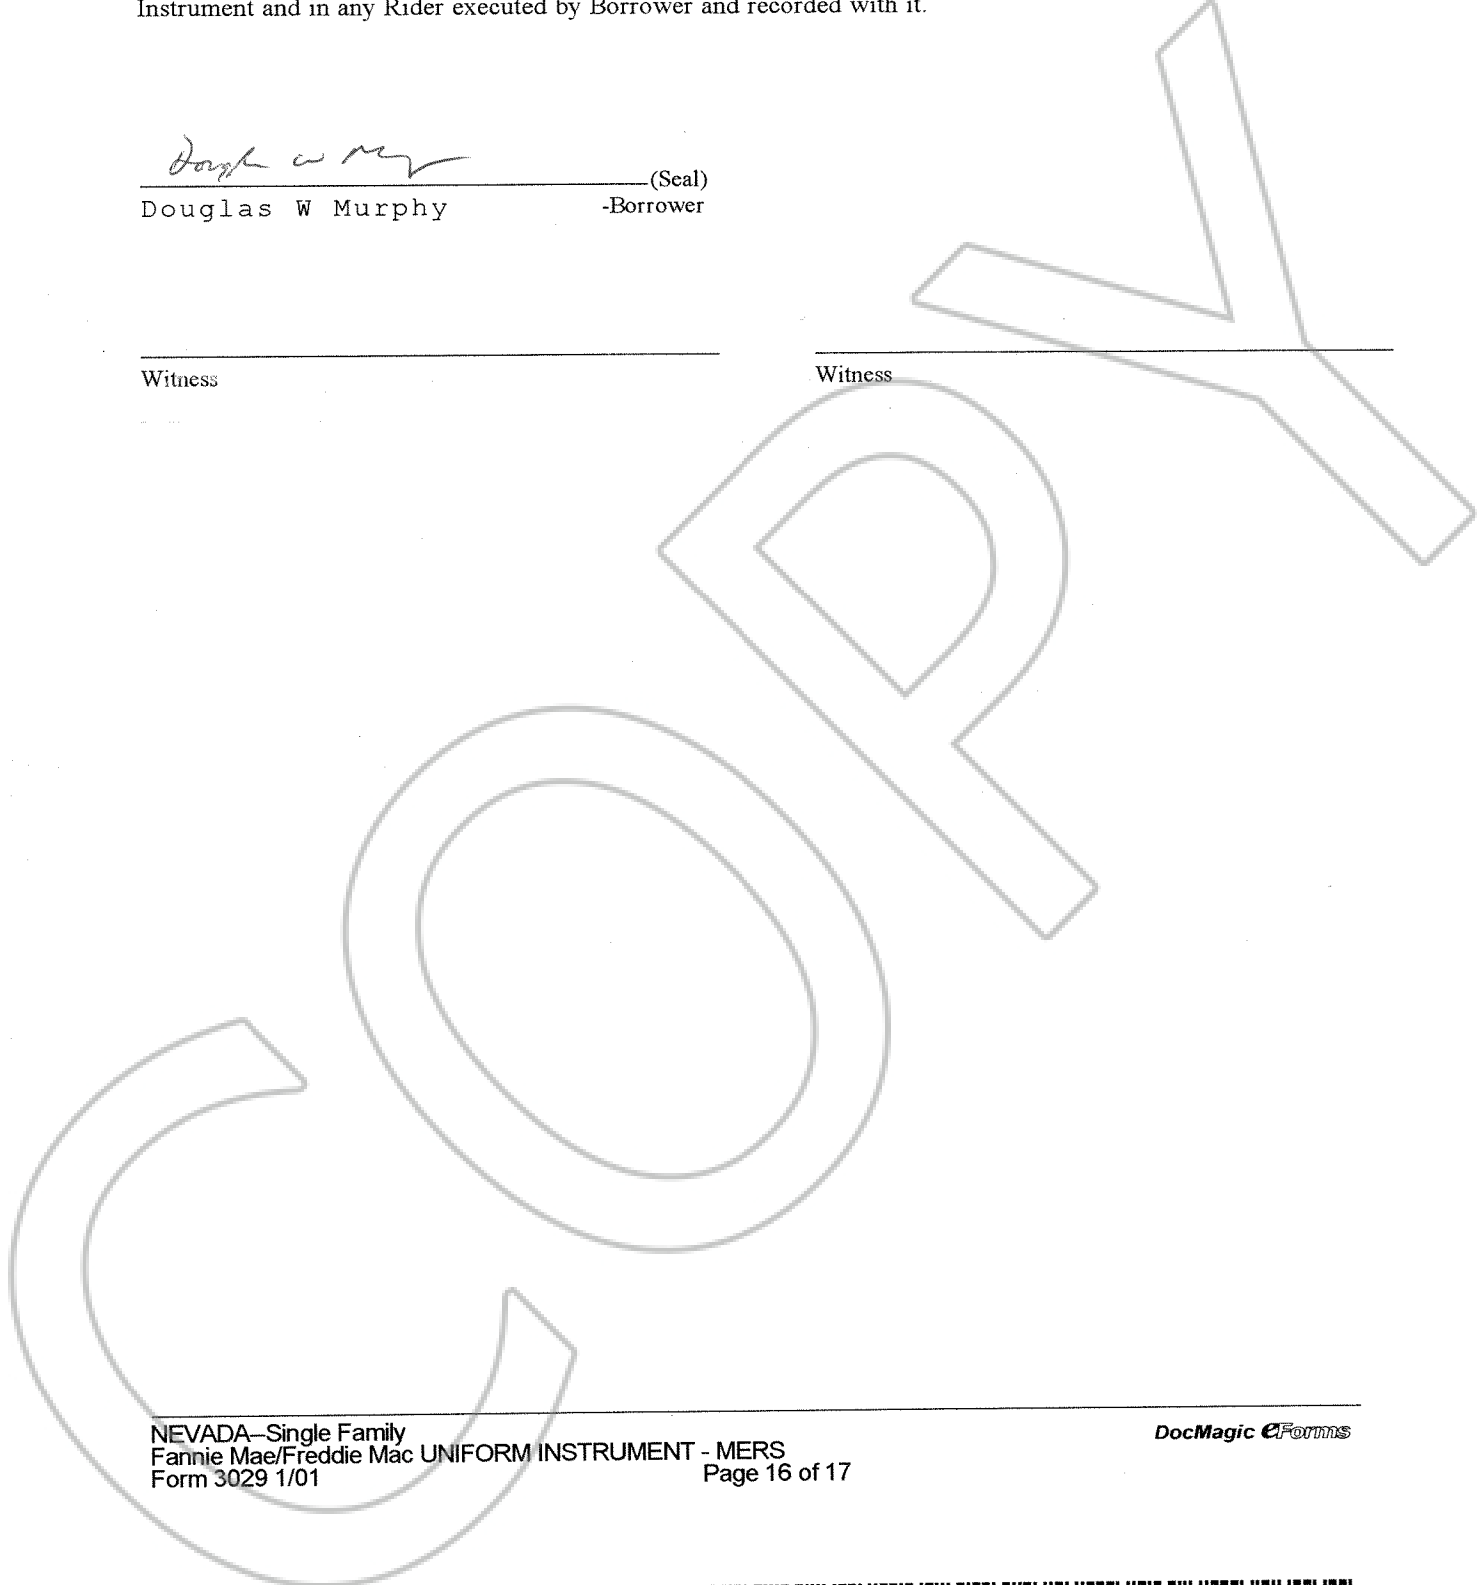 Instrument and in any Rider executed by Borrower and recorded with it.
Douglas W Murphy
(Seal)
Douglas W Murphy -Borrower
Witness
Witness
COPY
NEVADA--Single Family
Fannie Mae/Freddie Mac UNIFORM INSTRUMENT - MERS
Form 3029 1/01 Page 16 of 17
DocMagic eForms